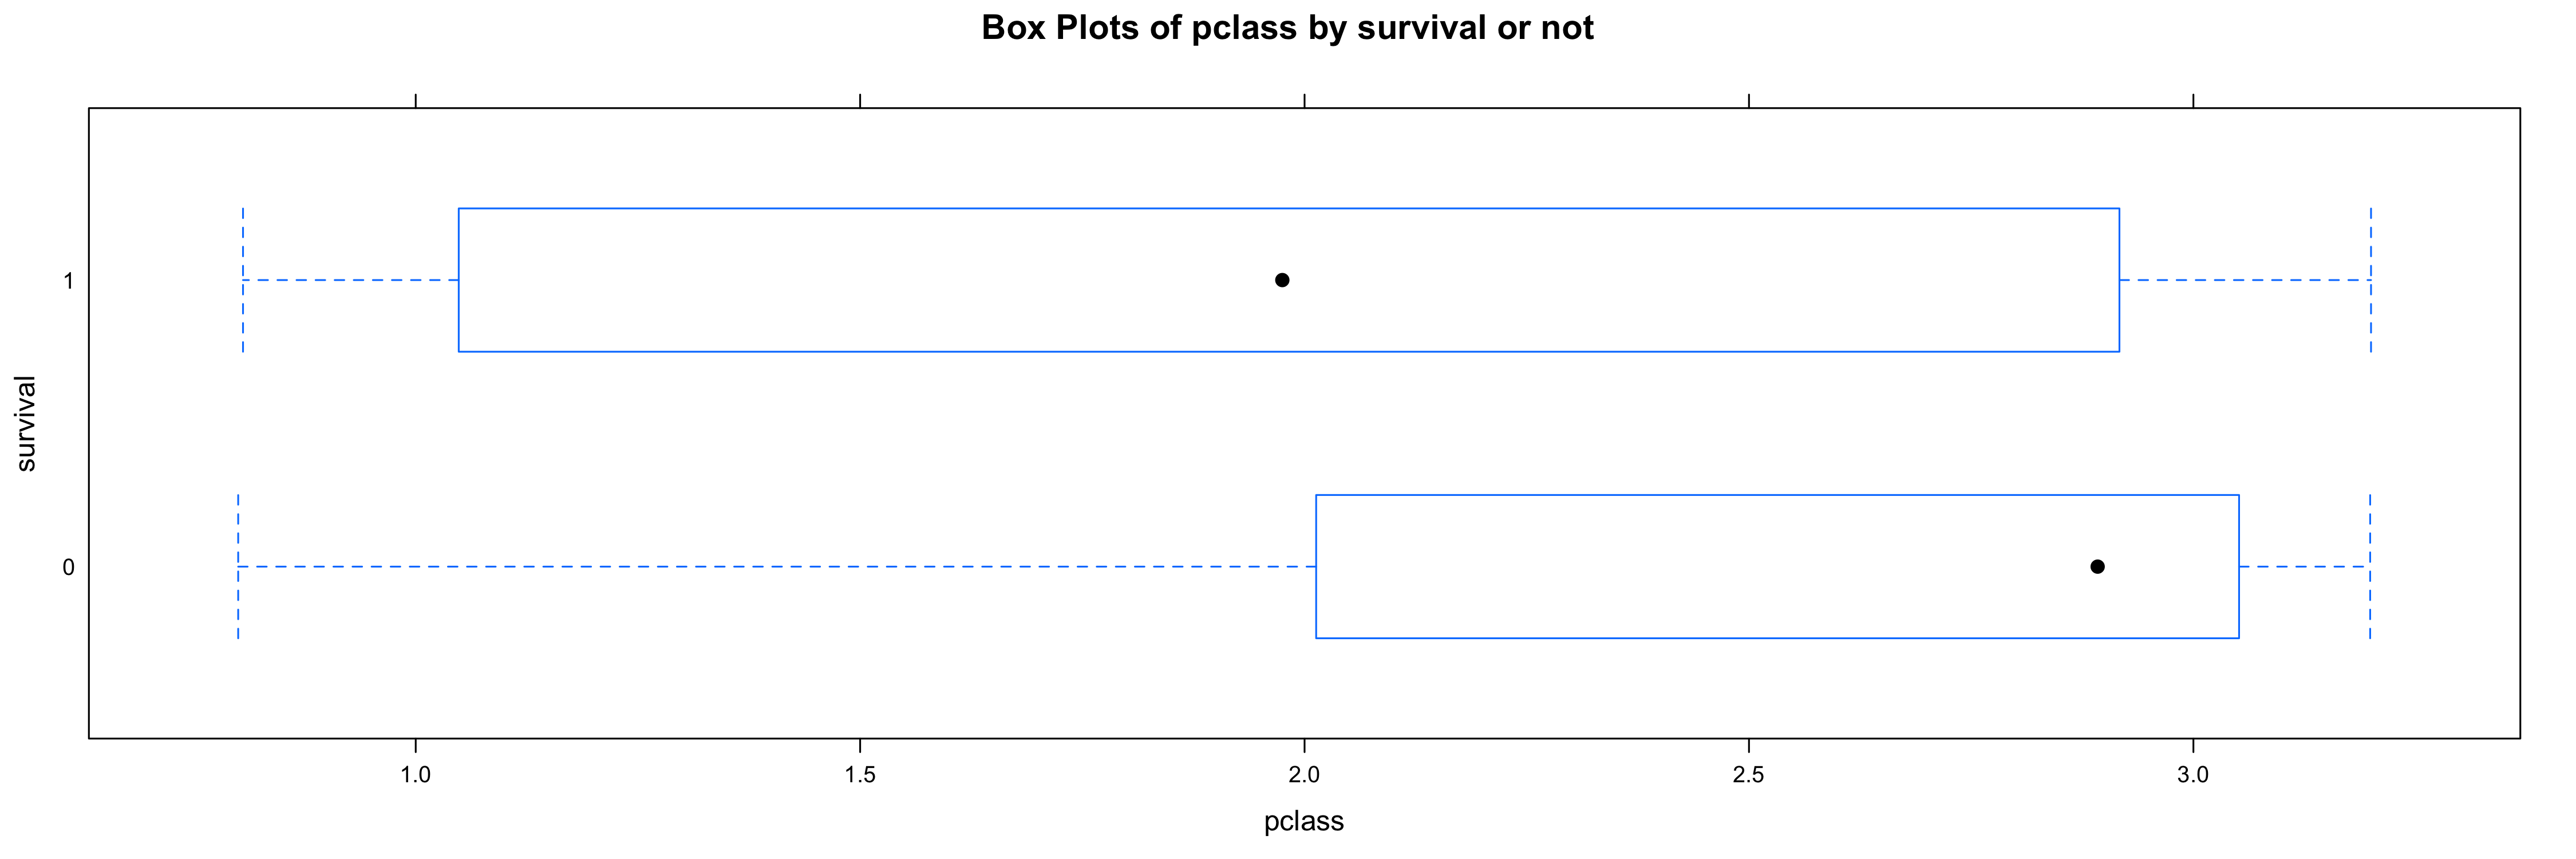 Box Plots of pclass by survival or not
survival
1
0
1.0 1.5 2.0 2.5 3.0
pclass